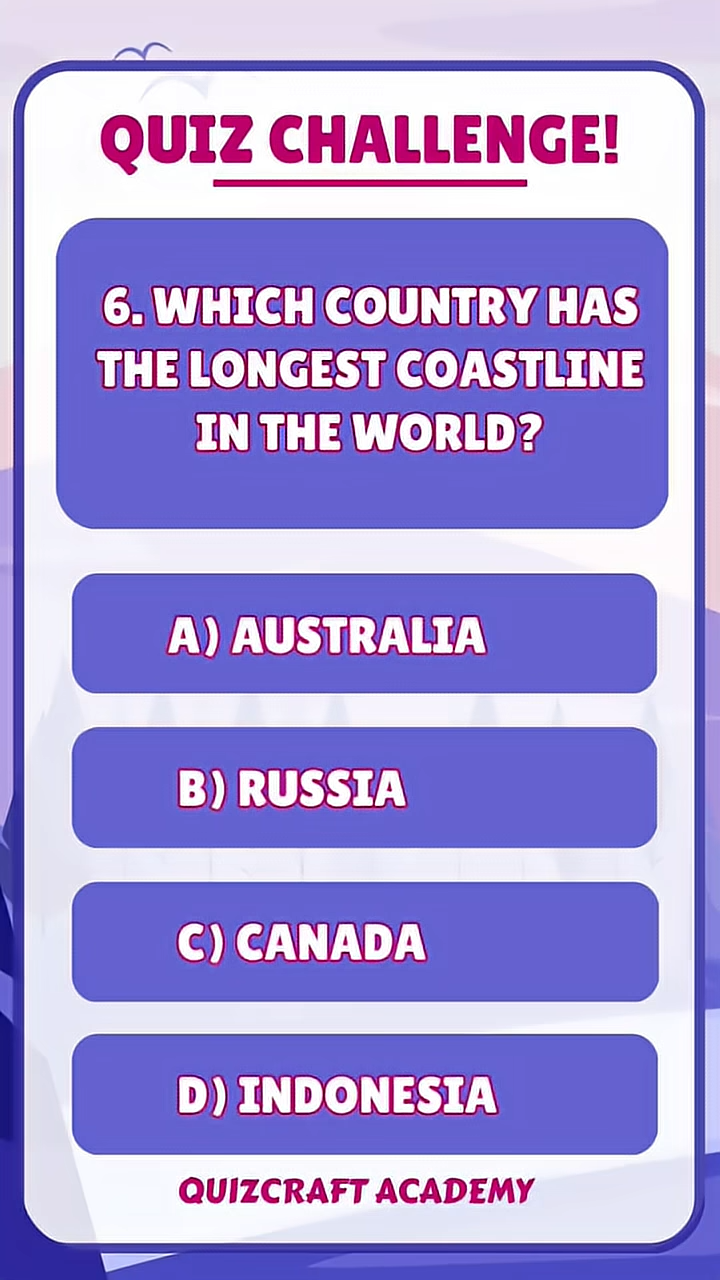 QUIZ CHALLENGE!
6. WHICH COUNTRY HAS
THE LONGEST COASTLINE
IN THE WORLD?
A) AUSTRALIA
B) RUSSIA
C) CANADA
D) INDONESIA
QUIZCRAFT ACADEMY